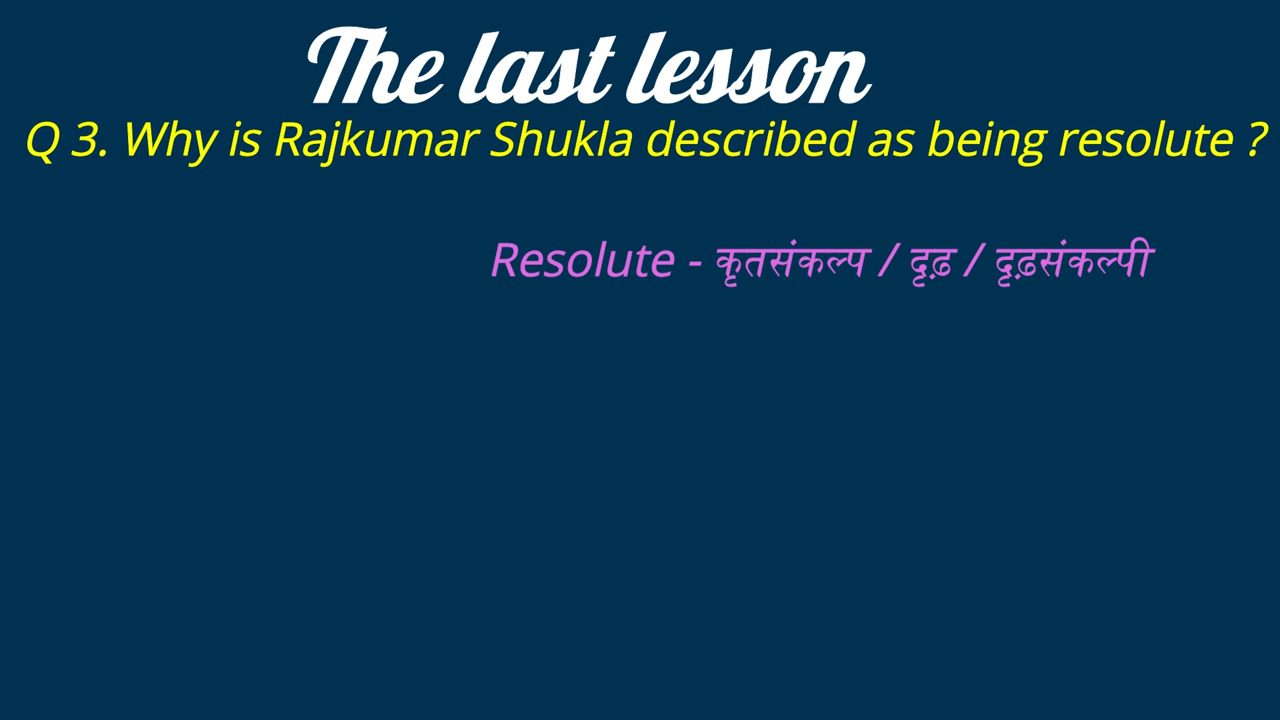 The last lesson
Q 3. Why is Rajkumar Shukla described as being resolute ?
Resolute - कृतसंकल्प / दृढ़ / दृढ़संकल्पी